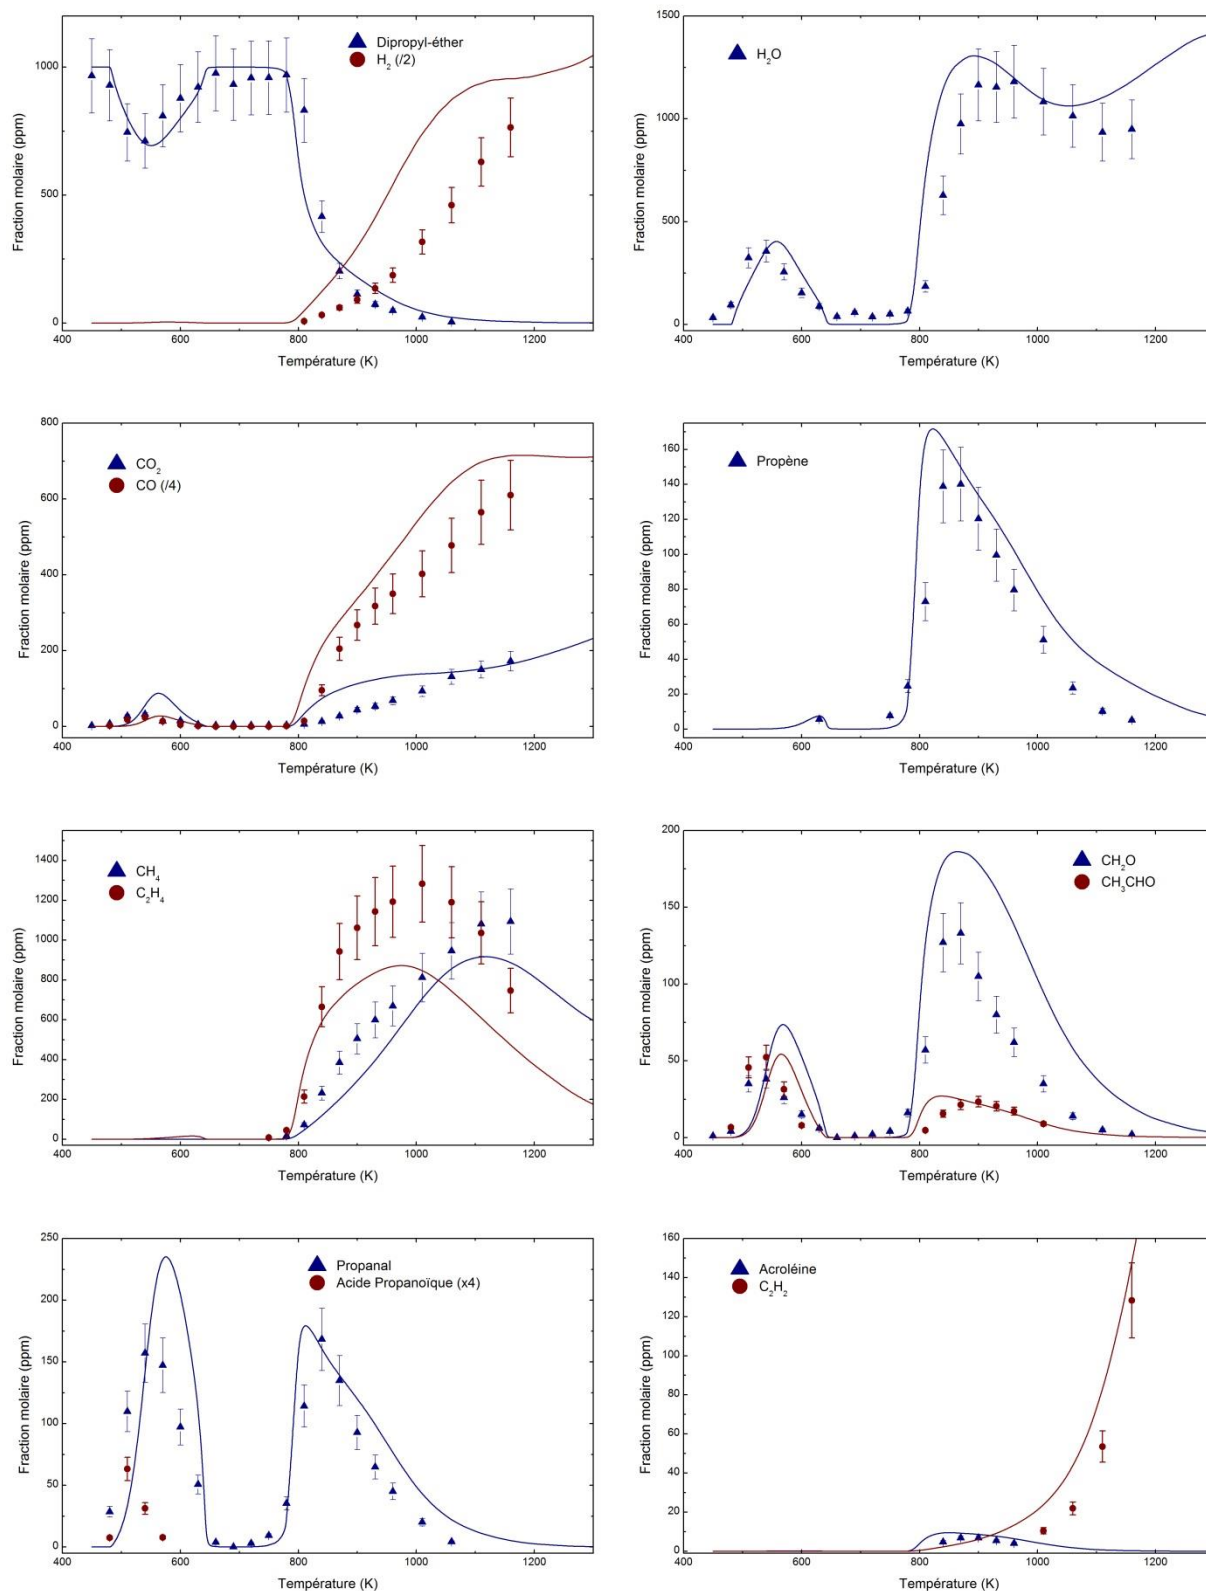 Dipropyl-éther
H₂ (/2)
Fraction molaire (ppm)
1000
500
0
400 600 800 1000 1200
Température (K)
H₂O
Fraction molaire (ppm)
1500
1000
500
0
400 600 800 1000 1200
Température (K)
CO₂
CO (/4)
Fraction molaire (ppm)
800
600
400
200
0
400 600 800 1000 1200
Température (K)
Propène
Fraction molaire (ppm)
160
140
120
100
80
60
40
20
0
400 600 800 1000 1200
Température (K)
CH₄
C₂H₄
Fraction molaire (ppm)
1400
1200
1000
800
600
400
200
0
400 600 800 1000 1200
Température (K)
CH₂O
CH₃CHO
Fraction molaire (ppm)
200
150
100
50
0
400 600 800 1000 1200
Température (K)
Propanal
Acide Propanoïque (x4)
Fraction molaire (ppm)
250
200
150
100
50
0
400 600 800 1000 1200
Température (K)
Acroléine
C₂H₂
Fraction molaire (ppm)
160
140
120
100
80
60
40
20
0
400 600 800 1000 1200
Température (K)